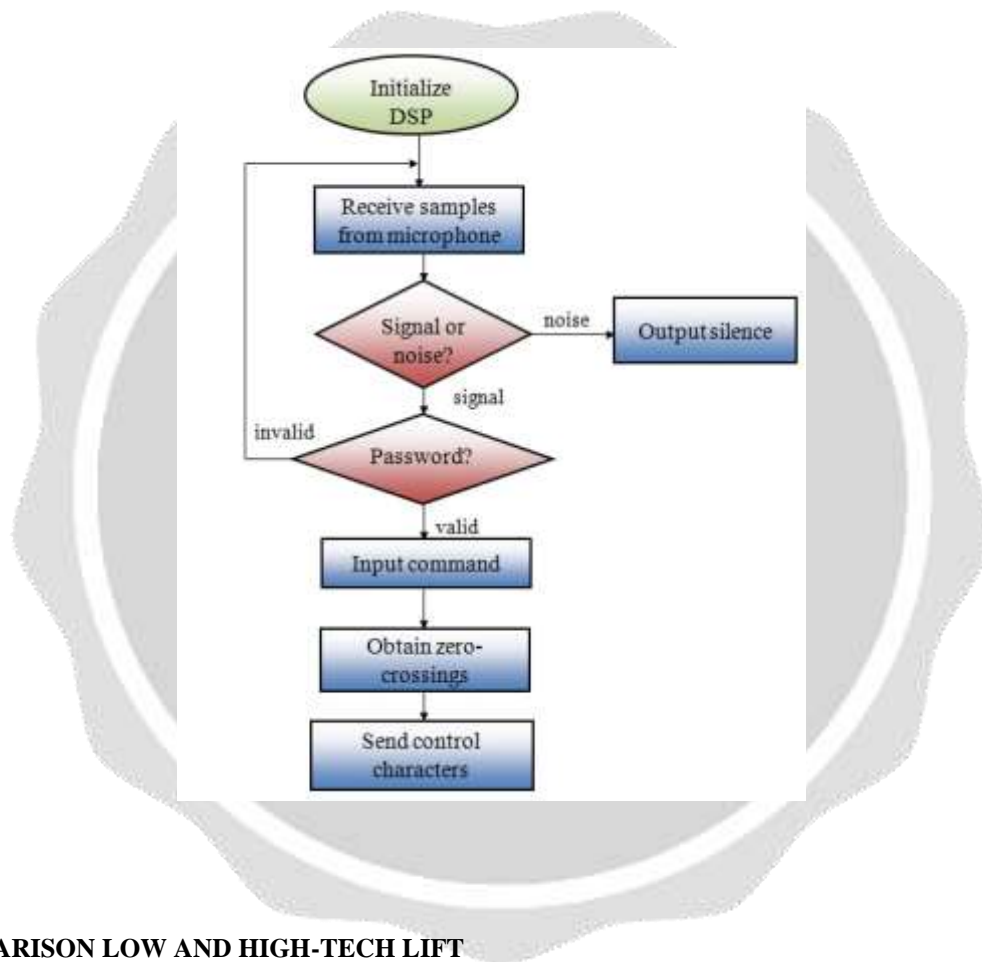 Initialize
DSP
Receive samples
from microphone
Signal or
noise?
noise
Output silence
signal
invalid
Password?
valid
Input command
Obtain zero-
crossings
Send control
characters
ARISON LOW AND HIGH-TECH LIFT